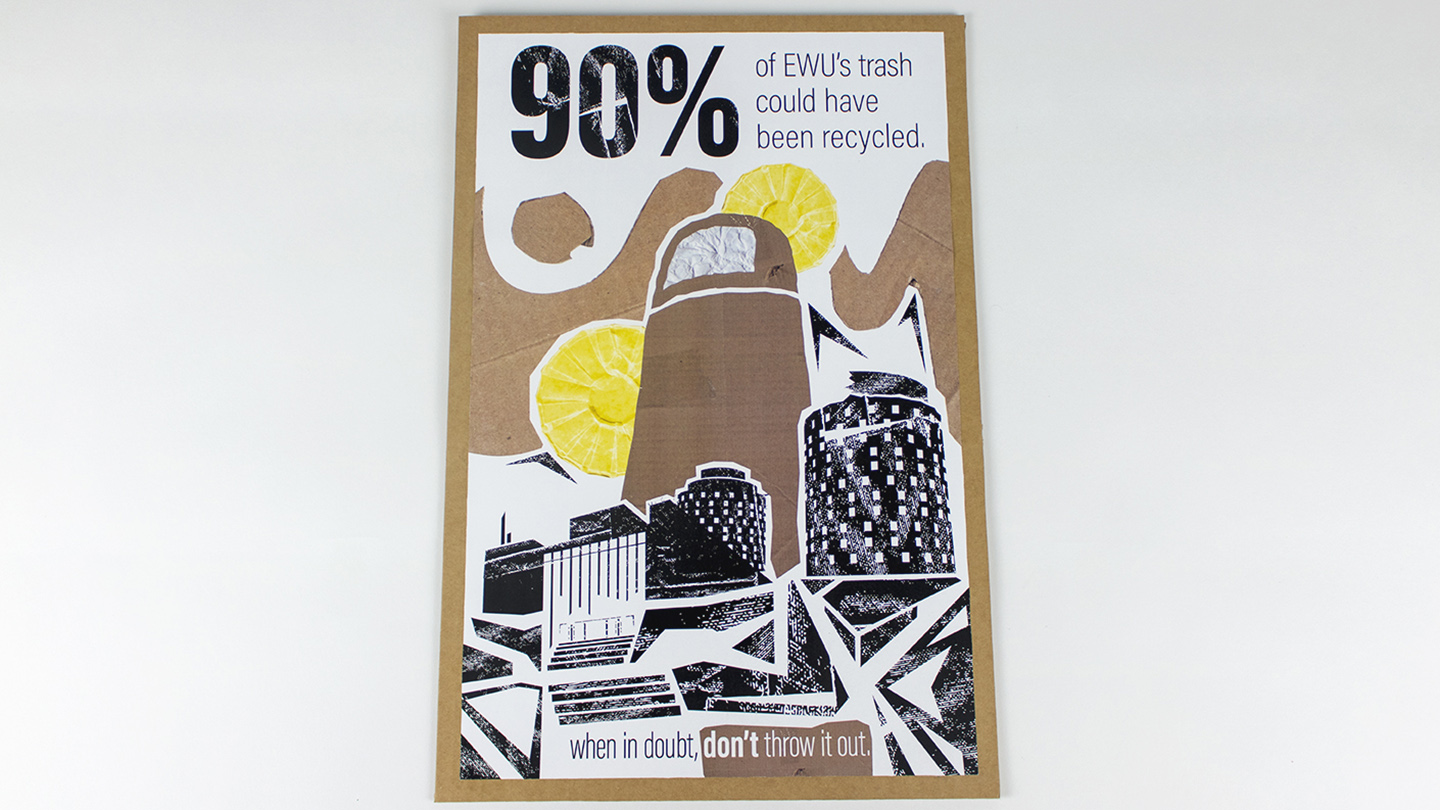 90%
of EWU's trash
could have
been recycled.
when in doubt, don't throw it out.